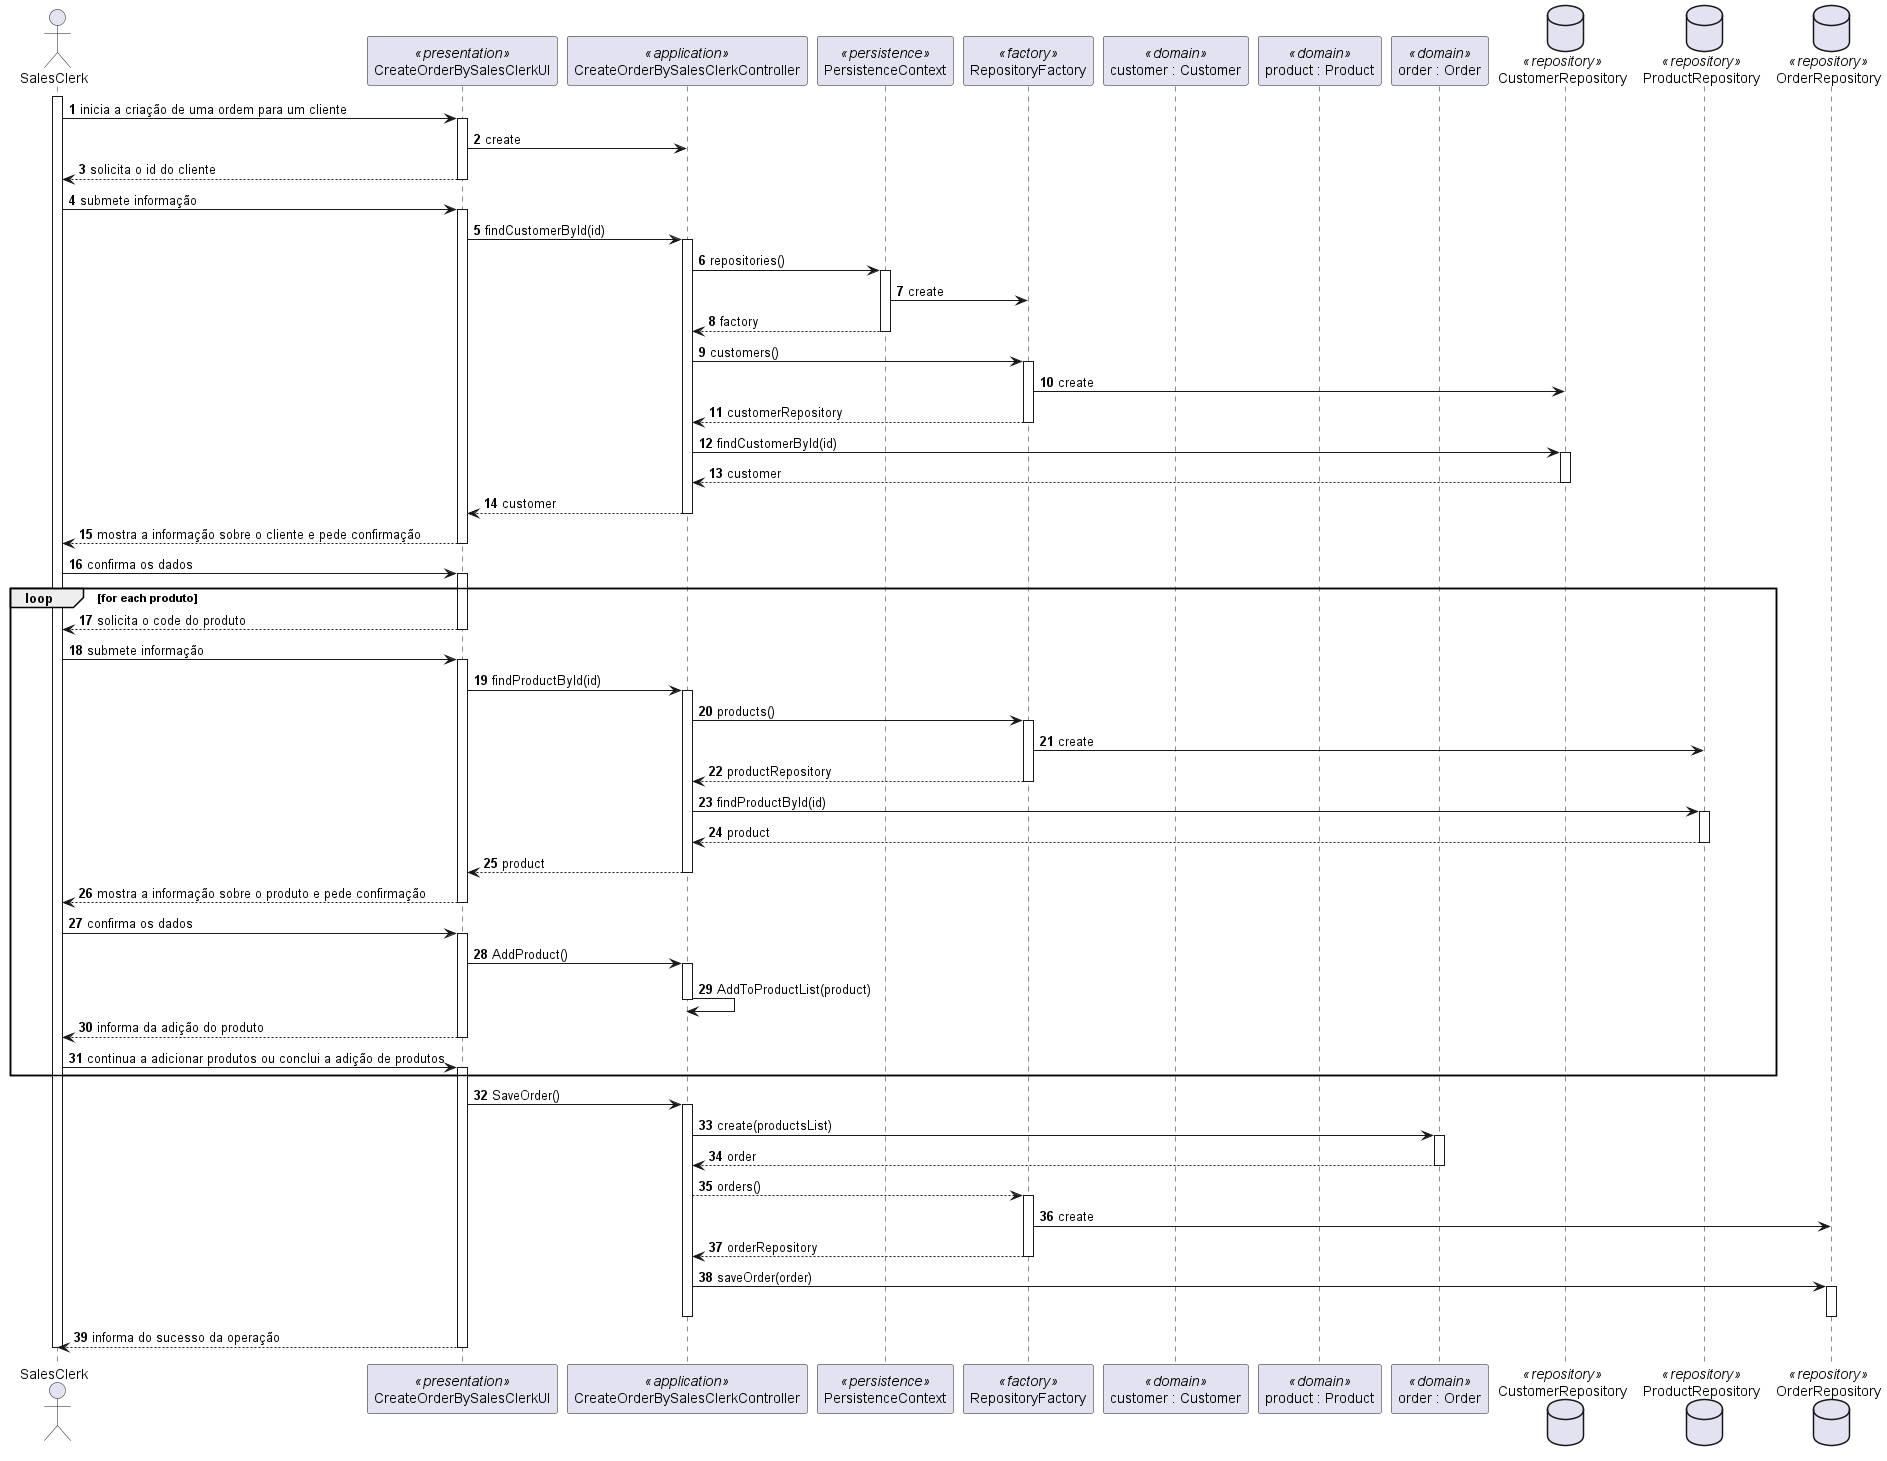 SalesClerk
«presentation»
CreateOrderBySalesClerkUI
«application»
CreateOrderBySalesClerkController
«persistence»
PersistenceContext
«factory»
RepositoryFactory
«domain»
customer : Customer
«domain»
product : Product
«domain»
order : Order
«repository»
CustomerRepository
«repository»
ProductRepository
«repository»
OrderRepository
1 inicia a criação de uma ordem para um cliente
2 create
3 solicita o id do cliente
4 submete informação
5 findCustomerById(id)
6 repositories()
7 create
8 factory
9 customers()
10 create
11 customerRepository
12 findCustomerById(id)
13 customer
14 customer
15 mostra a informação sobre o cliente e pede confirmação
16 confirma os dados
loop [for each produto]
17 solicita o code do produto
18 submete informação
19 findProductById(id)
20 products()
21 create
22 productRepository
23 findProductById(id)
24 product
25 product
26 mostra a informação sobre o produto e pede confirmação
27 confirma os dados
28 AddProduct()
29 AddToProductList(product)
30 informa da adição do produto
31 continua a adicionar produtos ou conclui a adição de produtos
32 SaveOrder()
33 create(productsList)
34 order
35 orders()
36 create
37 orderRepository
38 saveOrder(order)
39 informa do sucesso da operação
SalesClerk
«presentation»
CreateOrderBySalesClerkUI
«application»
CreateOrderBySalesClerkController
«persistence»
PersistenceContext
«factory»
RepositoryFactory
«domain»
customer : Customer
«domain»
product : Product
«domain»
order : Order
«repository»
CustomerRepository
«repository»
ProductRepository
«repository»
OrderRepository